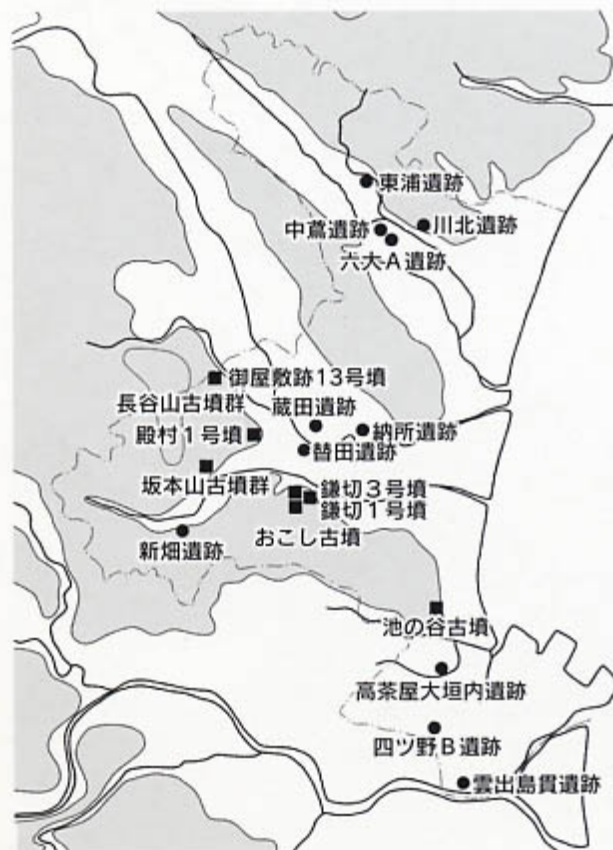 東浦遺跡
中鳶遺跡
川北遺跡
六大A遺跡
御屋敷跡13号墳
長谷山古墳群
蔵田遺跡
殿村1号墳
納所遺跡
替田遺跡
坂本山古墳群
鎌切3号墳
鎌切1号墳
おこし古墳
新畑遺跡
池の谷古墳
高茶屋大垣内遺跡
四ツ野B遺跡
雲出島貫遺跡